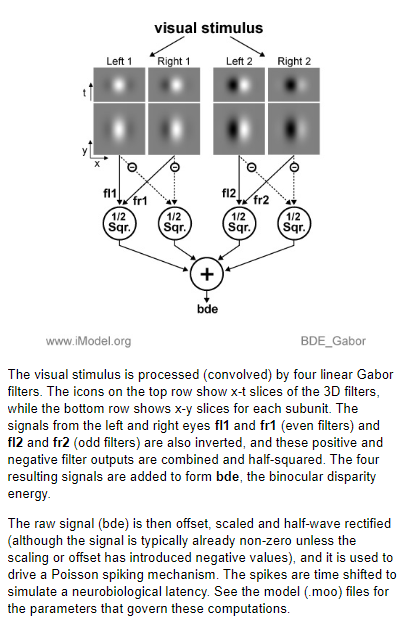 visual stimulus
Left 1 Right 1 Left 2 Right 2
t
y
x
fl1 fr1 fl2 fr2
1/2 1/2 1/2 1/2
Sqr. Sqr. Sqr. Sqr.
+
bde
www.iModel.org BDE_Gabor
The visual stimulus is processed (convolved) by four linear Gabor
filters. The icons on the top row show x-t slices of the 3D filters,
while the bottom row shows x-y slices for each subunit. The
signals from the left and right eyes fl1 and fr1 (even filters) and
fl2 and fr2 (odd filters) are also inverted, and these positive and
negative filter outputs are combined and half-squared. The four
resulting signals are added to form bde, the binocular disparity
energy.
The raw signal (bde) is then offset, scaled and half-wave rectified
(although the signal is typically already non-zero unless the
scaling or offset has introduced negative values), and it is used to
drive a Poisson spiking mechanism. The spikes are time shifted to
simulate a neurobiological latency. See the model (.moo) files for
the parameters that govern these computations.